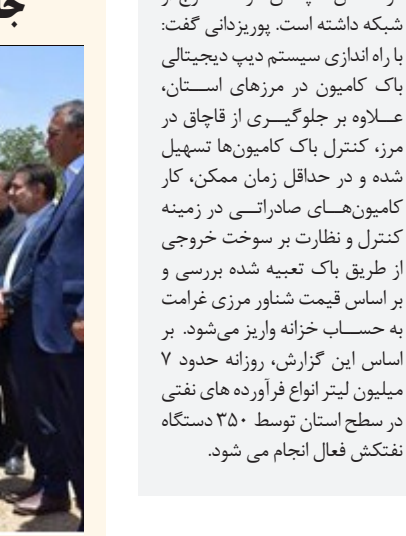 شبکه داشته است. پوریزدانی گفت:
با راه اندازی سیستم دیپ دیجیتالی
باک کامیون در مرزهای استان،
علاوه بر جلوگیری از قاچاق در
مرز، کنترل باک کامیون‌ها تسهیل
شده و در حداقل زمان ممکن، کار
کامیون‌های صادراتی در زمینه
کنترل و نظارت بر سوخت خروجی
از طریق باک تعبیه شده بررسی و
بر اساس قیمت شناور مرزی غرامت
به حساب خزانه واریز می‌شود. بر
اساس این گزارش، روزانه حدود ۷
میلیون لیتر انواع فرآورده های نفتی
در سطح استان توسط ۳۵۰ دستگاه
نفتکش فعال انجام می شود.